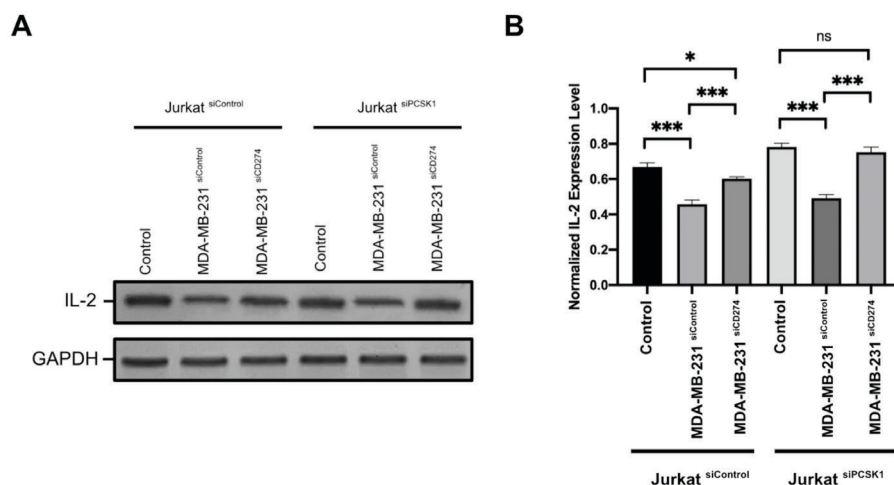 A
Jurkat siControl
Jurkat siPCSK1
Control
MDA-MB-231 siControl
MDA-MB-231 siCD274
Control
MDA-MB-231 siControl
MDA-MB-231 siCD274
IL-2
GAPDH
B
ns
*
***
***
***
***
Normalized IL-2 Expression Level
1.0
0.8
0.6
0.4
0.2
0.0
Control
MDA-MB-231 siControl
MDA-MB-231 siCD274
Control
MDA-MB-231 siControl
MDA-MB-231 siCD274
Jurkat siControl
Jurkat siPCSK1